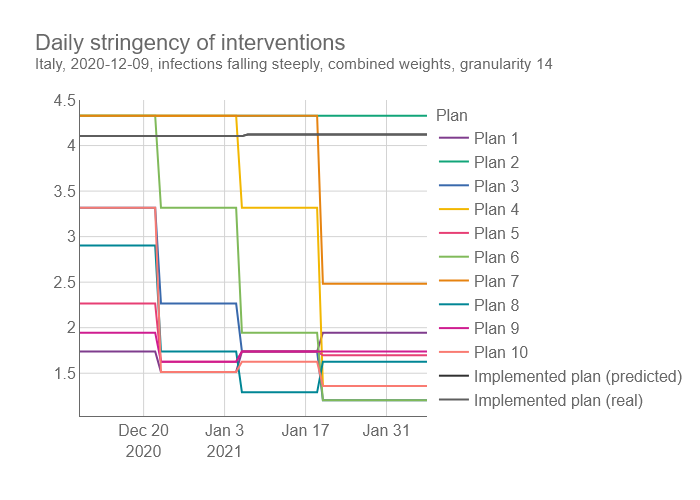 Daily stringency of interventions
Italy, 2020-12-09, infections falling steeply, combined weights, granularity 14
4.5
4
3.5
3
2.5
2
1.5
Dec 20
2020
Jan 3
2021
Jan 17
Jan 31
Plan
Plan 1
Plan 2
Plan 3
Plan 4
Plan 5
Plan 6
Plan 7
Plan 8
Plan 9
Plan 10
Implemented plan (predicted)
Implemented plan (real)